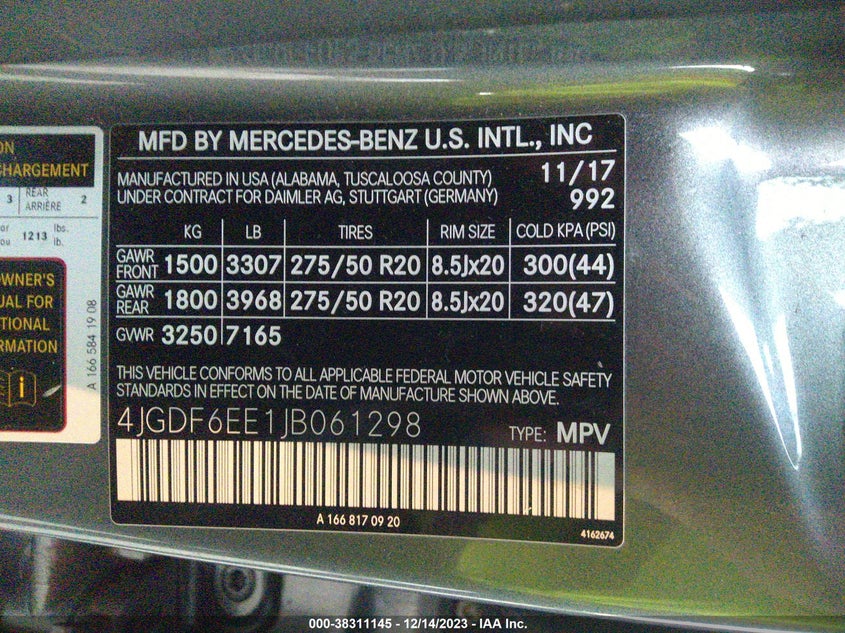 ON
CHARGEMENT
3 REAR ARRIÈRE 2
or
ou 1213 lbs.
lb.
OWNER'S
UAL FOR
ITIONAL
RMATION
A 166 584 19 08
MFD BY MERCEDES-BENZ U.S. INTL., INC
MANUFACTURED IN USA (ALABAMA, TUSCALOOSA COUNTY) 11/17
UNDER CONTRACT FOR DAIMLER AG, STUTTGART (GERMANY) 992
KG LB TIRES RIM SIZE COLD KPA (PSI)
GAWR FRONT 1500 3307 275/50 R20 8.5Jx20 300(44)
GAWR REAR 1800 3968 275/50 R20 8.5Jx20 320(47)
GVWR 3250 7165
THIS VEHICLE CONFORMS TO ALL APPLICABLE FEDERAL MOTOR VEHICLE SAFETY
STANDARDS IN EFFECT ON THE DATE OF MANUFACTURE SHOWN ABOVE.
4JGDF6EE1JB061298 TYPE: MPV
A 166 817 09 20
4162674
000-38311145 - 12/14/2023 - IAA Inc.